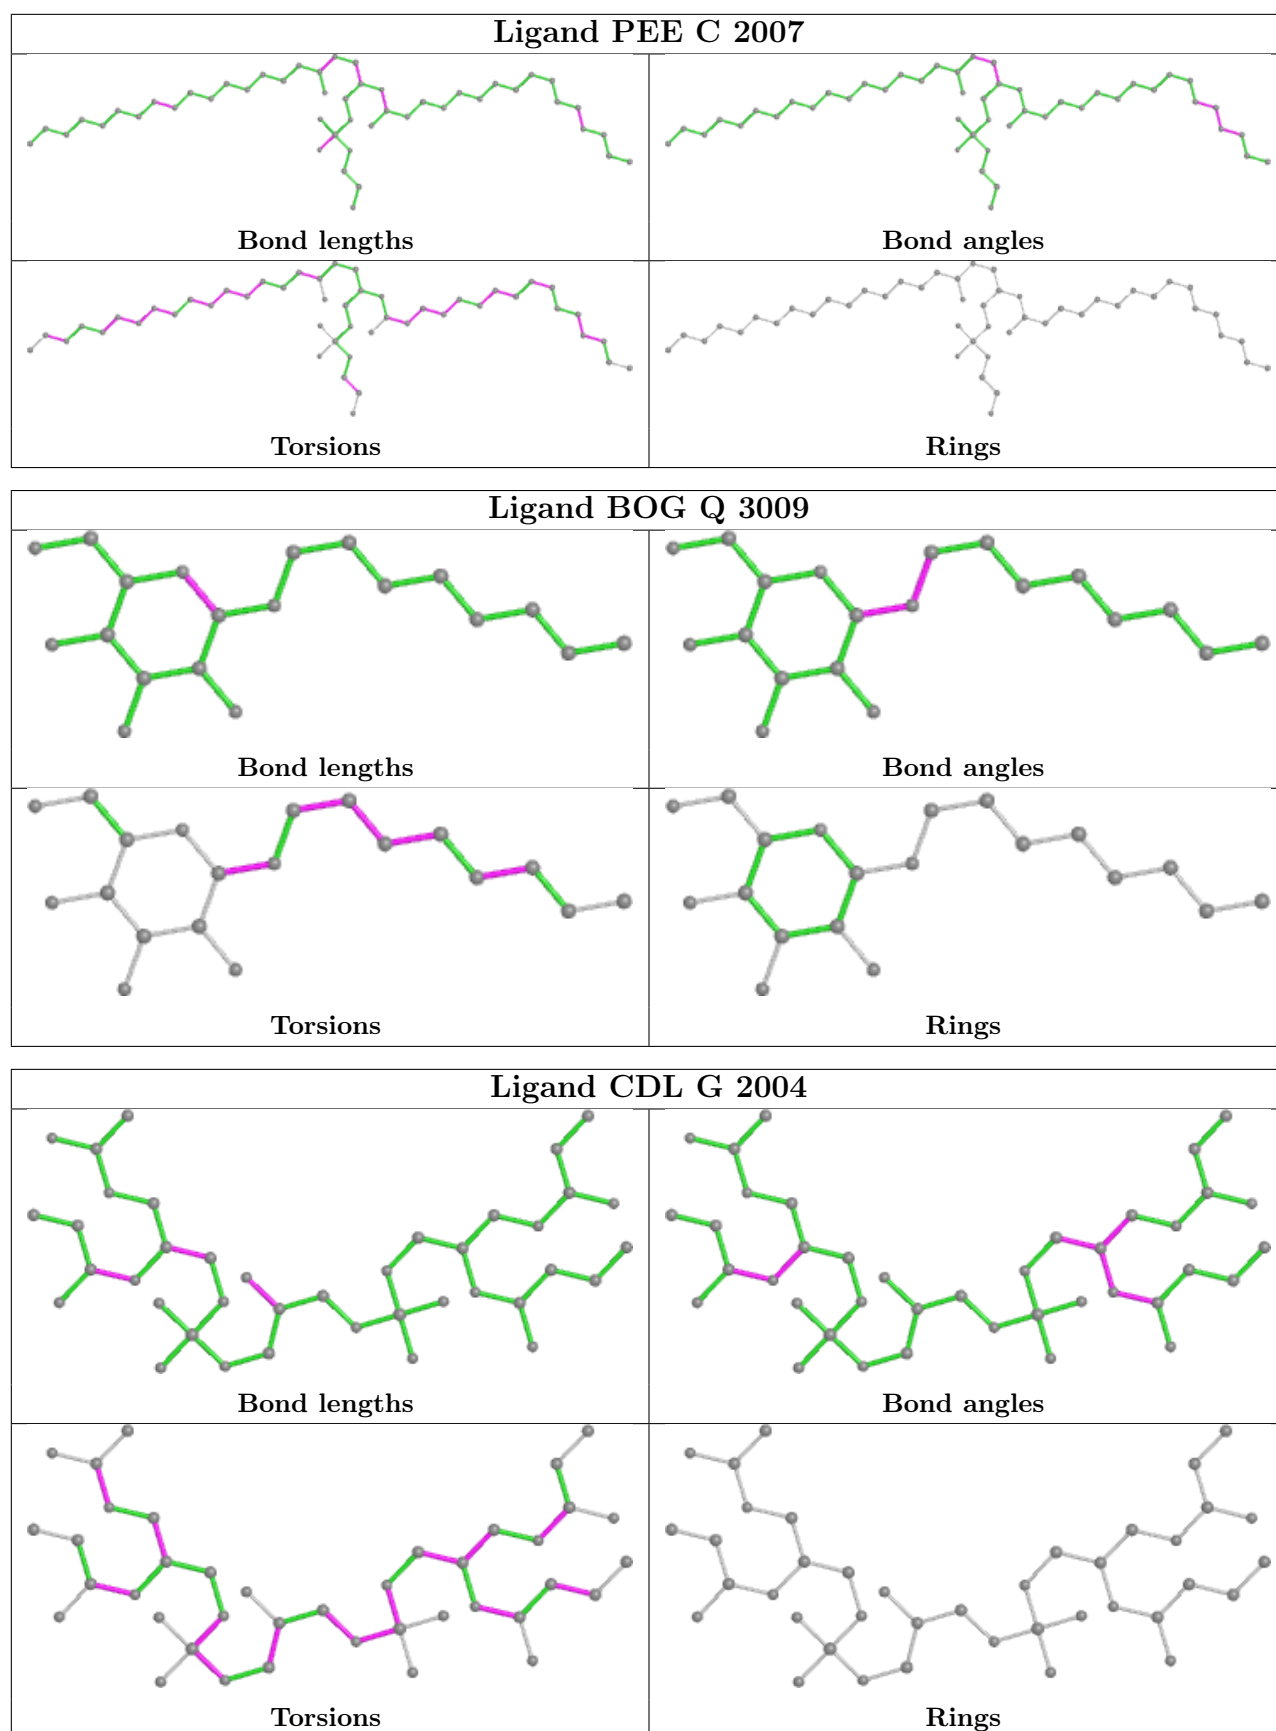 Ligand PEE C 2007
Bond lengths
Bond angles
Torsions
Rings
Ligand BOG Q 3009
Bond lengths
Bond angles
Torsions
Rings
Ligand CDL G 2004
Bond lengths
Bond angles
Torsions
Rings